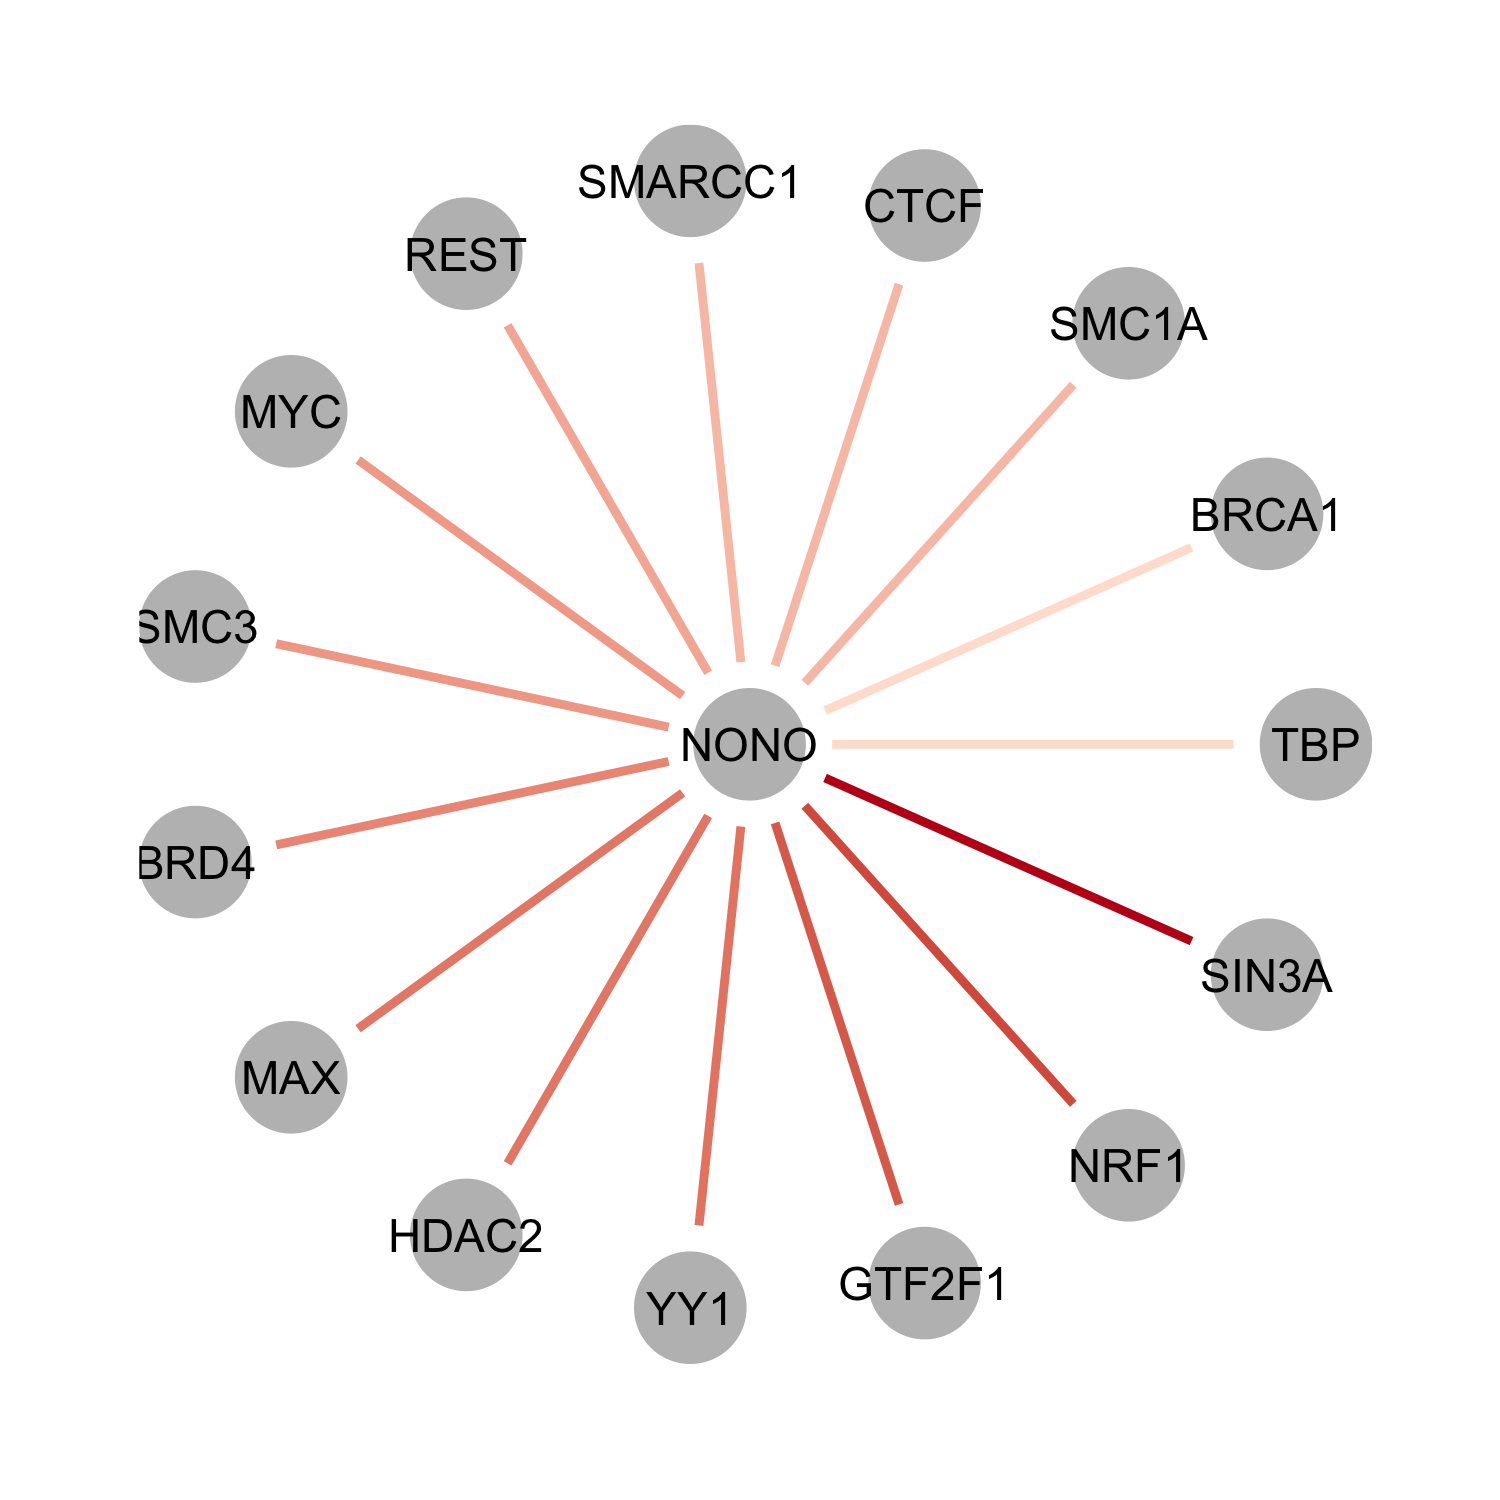 SMARCC1
CTCF
REST
SMC1A
MYC
BRCA1
SMC3
NONO
TBP
BRD4
SIN3A
MAX
NRF1
HDAC2
GTF2F1
YY1